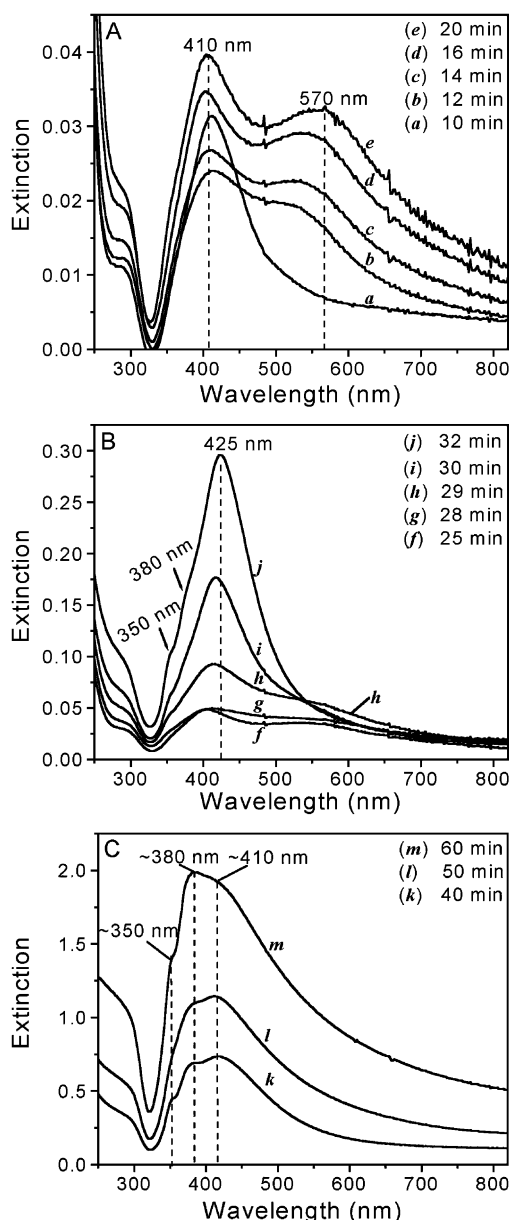 A
410 nm
570 nm
(e) 20 min
(d) 16 min
(c) 14 min
(b) 12 min
(a) 10 min
e
d
c
b
a
0.04
0.03
0.02
0.01
0.00
Extinction
300 400 500 600 700 800
Wavelength (nm)
B
425 nm
380 nm
350 nm
(j) 32 min
(i) 30 min
(h) 29 min
(g) 28 min
(f) 25 min
j
i
h
h
g
f
0.30
0.25
0.20
0.15
0.10
0.05
0.00
Extinction
300 400 500 600 700 800
Wavelength (nm)
C
~380 nm
~410 nm
~350 nm
(m) 60 min
(l) 50 min
(k) 40 min
m
l
k
2.0
1.5
1.0
0.5
0.0
Extinction
300 400 500 600 700 800
Wavelength (nm)